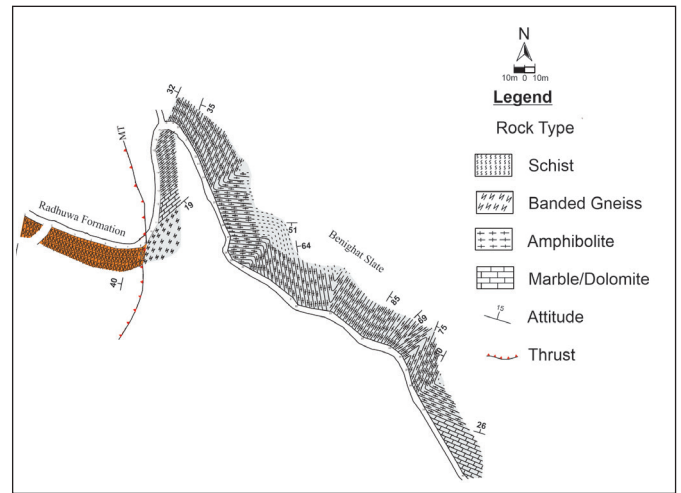 N
10m 0 10m
Legend
Rock Type
Schist
Banded Gneiss
Amphibolite
Marble/Dolomite
15
Attitude
Thrust
32
35
MT
Radhuwa Formation
19
51
64
Benighat Slate
40
85
69
75
26